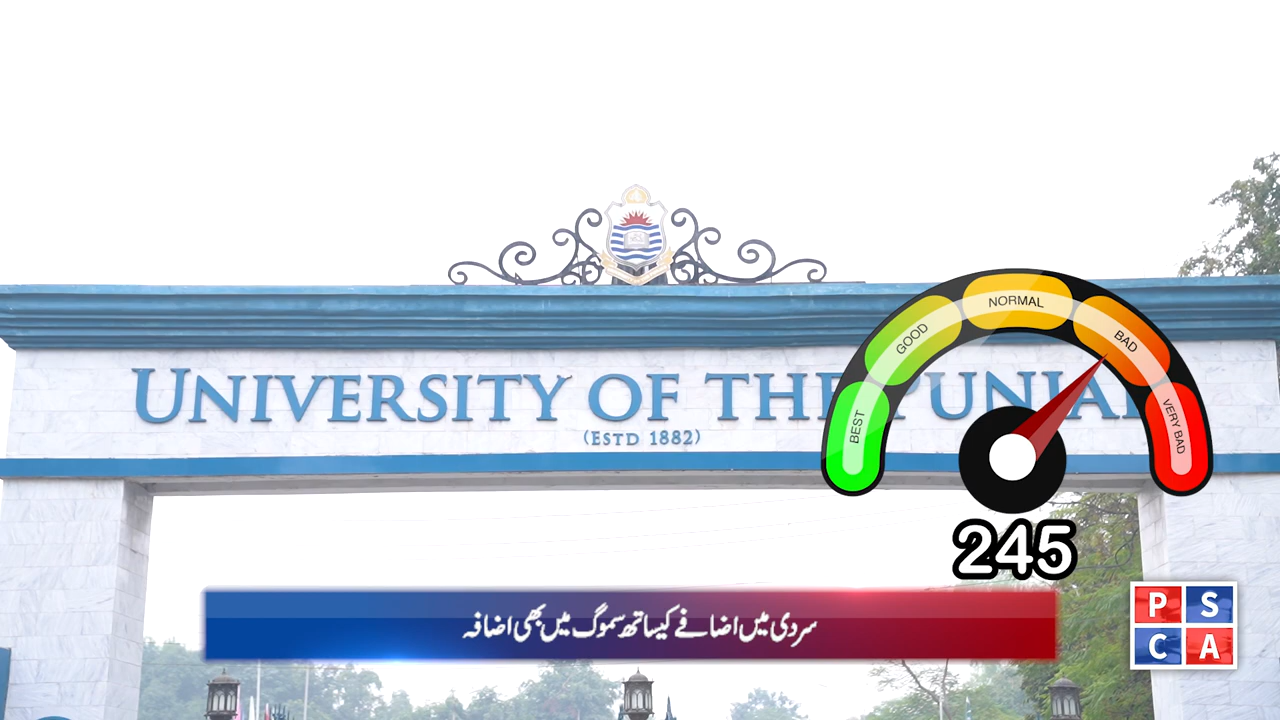 UNIVERSITY OF THE PUNJAB
(ESTD 1882)
BEST
GOOD
NORMAL
BAD
VERY BAD
245
سردی میں اضافے کیساتھ سموگ میں بھی اضافہ
P S
C A